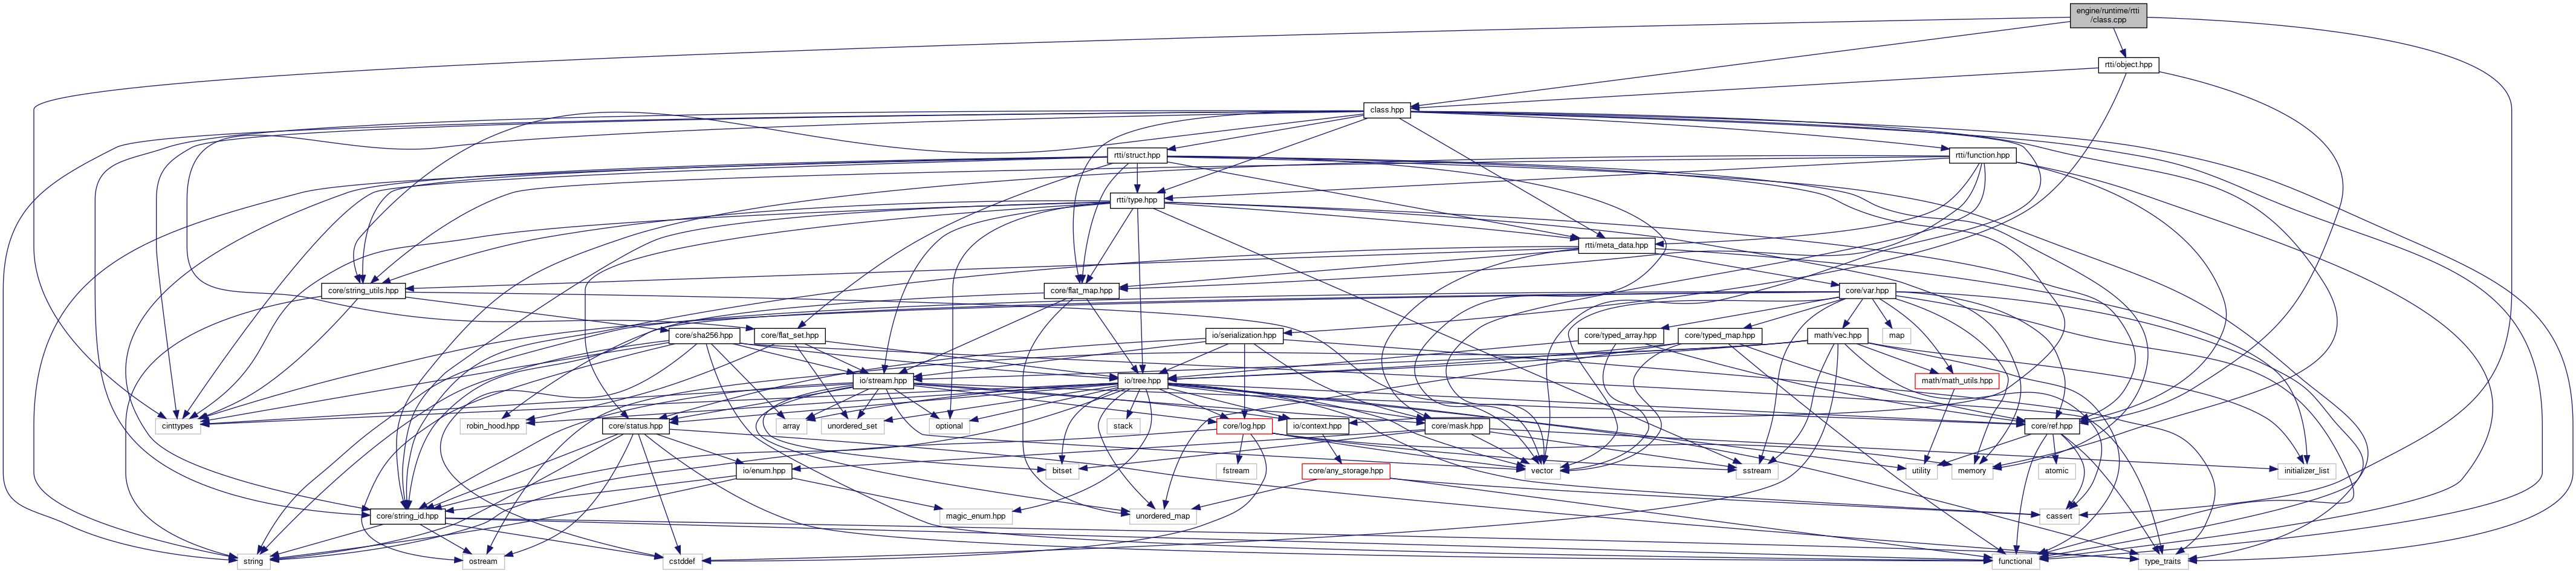 engine/runtime/rtti
/class.cpp
rtti/object.hpp
class.hpp
rtti/struct.hpp
rtti/function.hpp
rtti/type.hpp
rtti/meta_data.hpp
core/string_utils.hpp
core/flat_map.hpp
core/var.hpp
core/sha256.hpp
core/flat_set.hpp
io/serialization.hpp
core/typed_array.hpp
core/typed_map.hpp
math/vec.hpp
map
io/stream.hpp
io/tree.hpp
math/math_utils.hpp
cinttypes
robin_hood.hpp
core/status.hpp
array
unordered_set
optional
stack
core/log.hpp
io/context.hpp
core/mask.hpp
core/ref.hpp
io/enum.hpp
bitset
fstream
core/any_storage.hpp
vector
sstream
utility
memory
atomic
initializer_list
core/string_id.hpp
magic_enum.hpp
unordered_map
cassert
string
ostream
cstddef
functional
type_traits